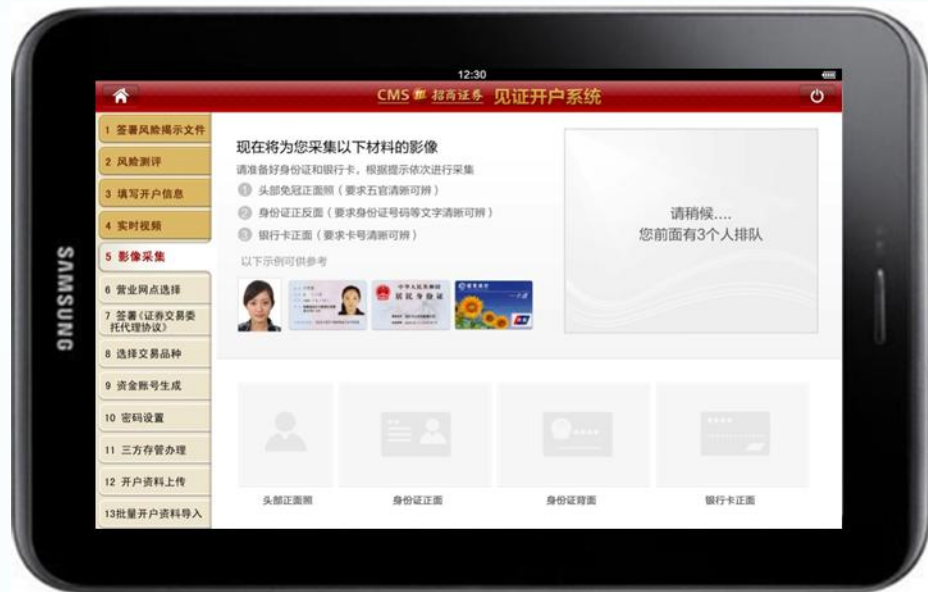 SAMSUNG
12:30
CMS 招商证券 见证开户系统
1 签署风险揭示文件
2 风险测评
3 填写开户信息
4 实时视频
5 影像采集
6 营业网点选择
7 签署《证券交易委
托代理协议》
8 选择交易品种
9 资金账号生成
10 密码设置
11 三方存管办理
12 开户资料上传
13批量开户资料导入
现在将为您采集以下材料的影像
请准备好身份证和银行卡，根据提示依次进行采集
1 头部免冠正面照（要求五官清晰可辨）
2 身份证正反面（要求身份证号码等文字清晰可辨）
3 银行卡正面（要求卡号清晰可辨）
以下示例可供参考
中华人民共和国
居民身份证
请稍候....
您前面有3个人排队
头部正面照
身份证正面
身份证背面
银行卡正面